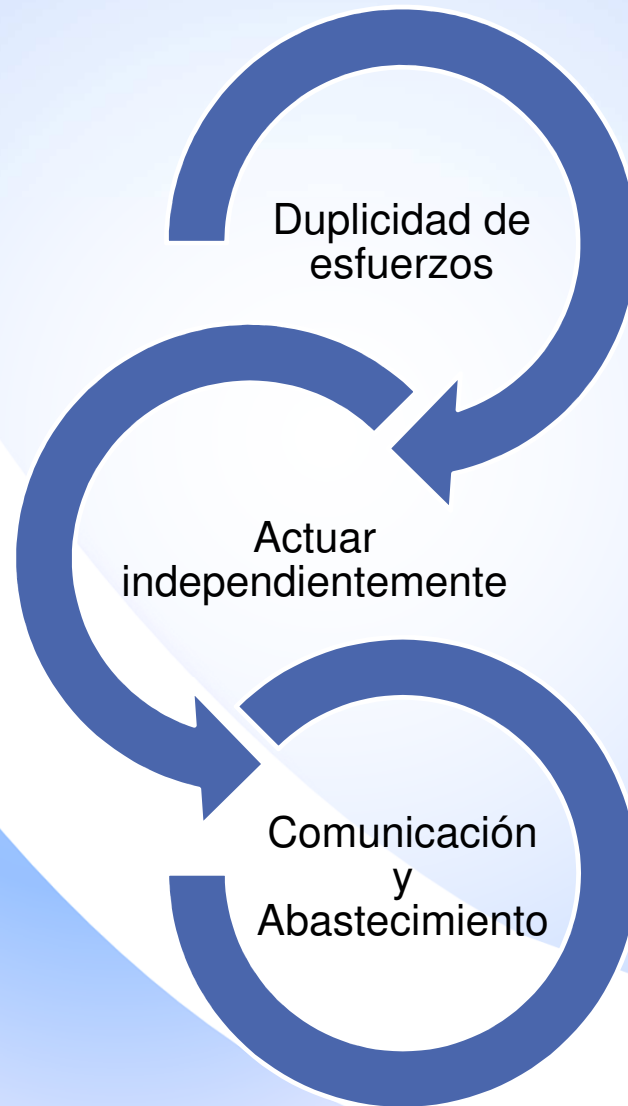 Duplicidad de
esfuerzos
Actuar
independientemente
Comunicación
y
Abastecimiento